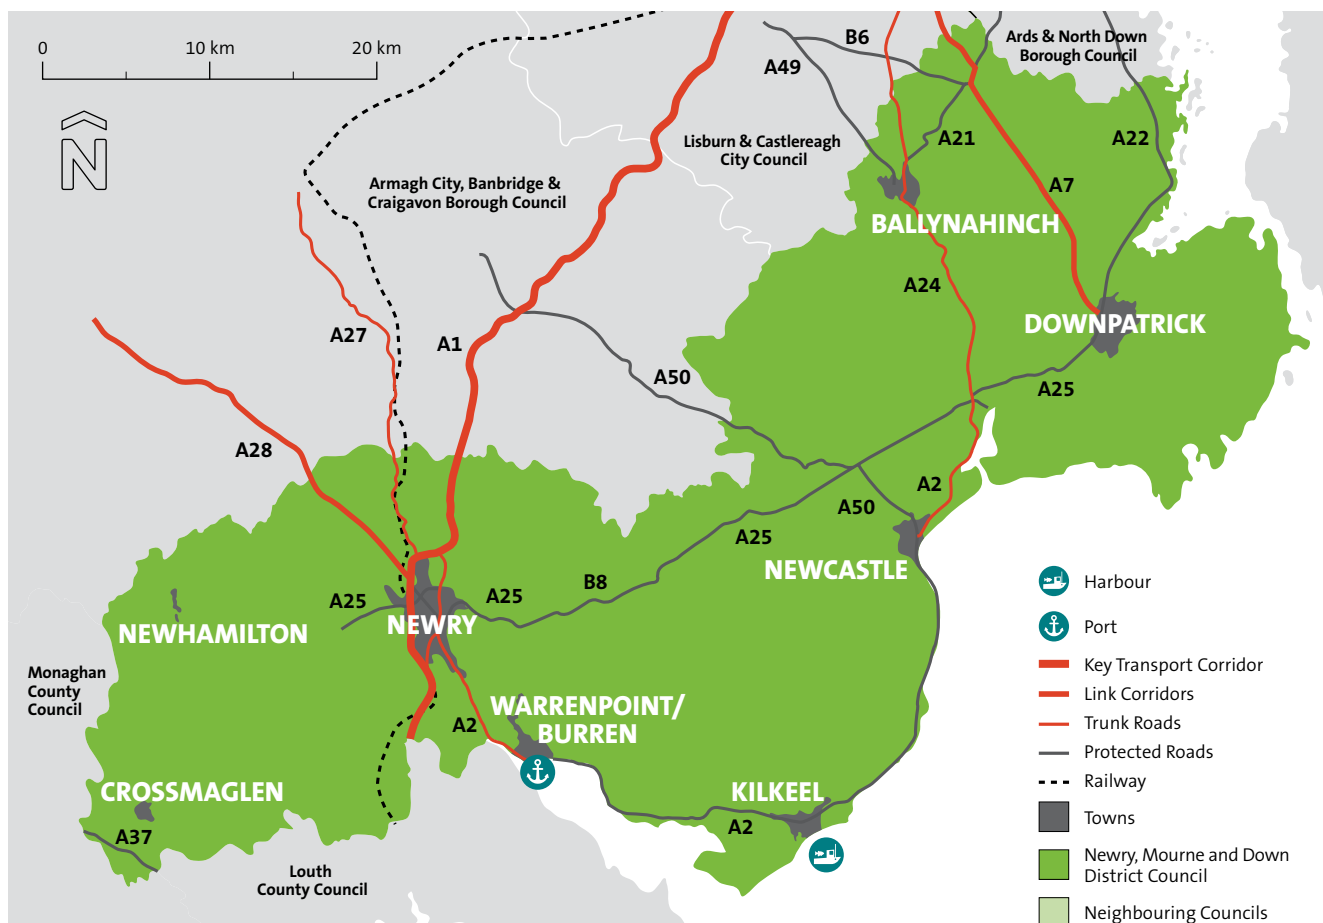 0
10 km
20 km
N
B6
A49
Ards & North Down
Borough Council
A21
A22
Lisburn & Castlereagh
City Council
Armagh City, Banbridge &
Craigavon Borough Council
A7
BALLYNAHINCH
A24
A27
A1
DOWNPATRICK
A50
A25
A28
A2
A50
A25
NEWCASTLE
B8
A25
A25
NEWRY
NEWHAMILTON
Monaghan
County
Council
WARRENPOINT/
BURREN
A2
CROSSMAGLEN
KILKEEL
A2
A37
Louth
County Council
Harbour
Port
Key Transport Corridor
Link Corridors
Trunk Roads
Protected Roads
Railway
Towns
Newry, Mourne and Down
District Council
Neighbouring Councils